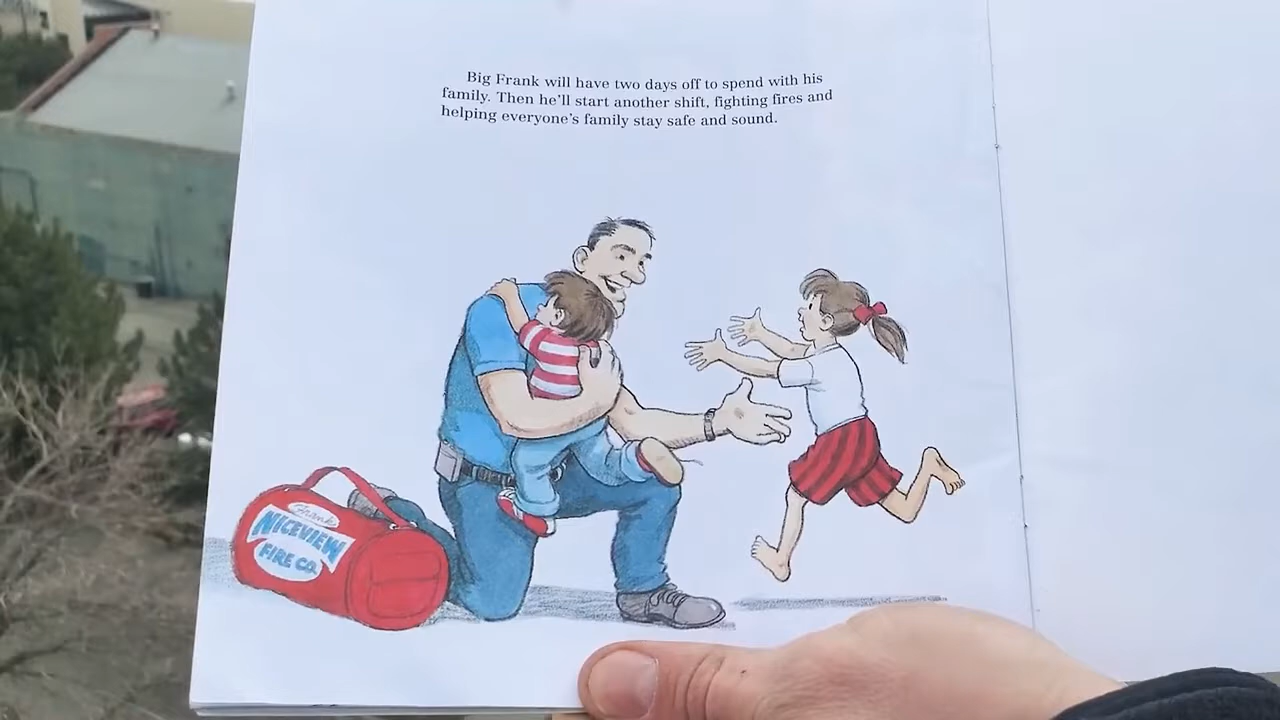 Big Frank will have two days off to spend with his
family. Then he'll start another shift, fighting fires and
helping everyone's family stay safe and sound.
Frank
NICEVIEW
FIRE CO.